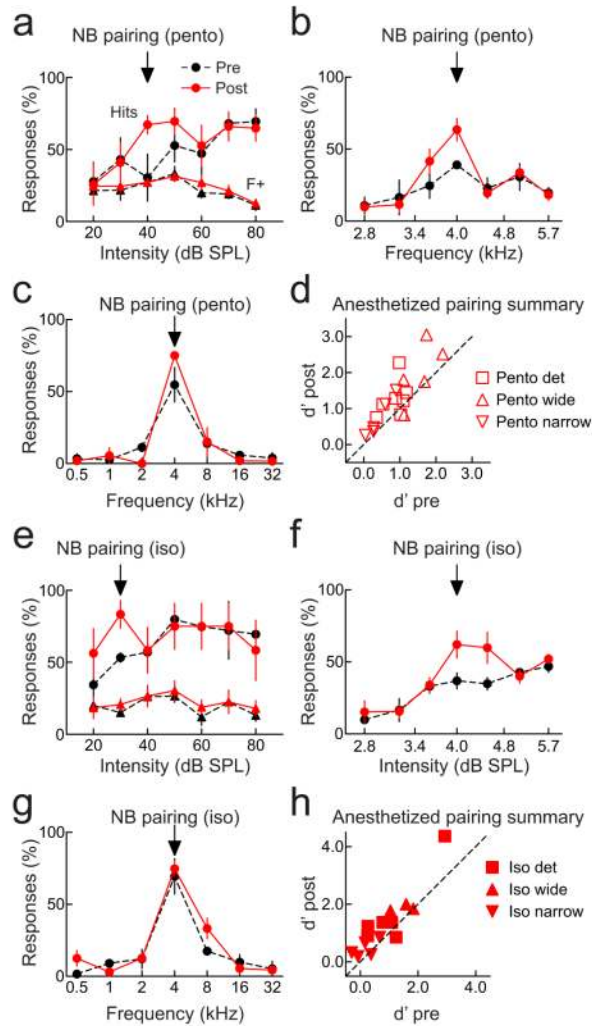 a
NB pairing (pento)
Pre
Post
Hits
F+
Responses (%)
100
50
0
20
40
60
80
Intensity (dB SPL)
b
NB pairing (pento)
Responses (%)
100
50
0
2.8
3.4
4.0
4.8
5.7
Frequency (kHz)
c
NB pairing (pento)
Responses (%)
100
50
0
0.5
1
2
4
8
16
32
Frequency (kHz)
d
Anesthetized pairing summary
d' post
3.0
2.0
1.0
0.0
0.0
1.0
2.0
3.0
d' pre
Pento det
Pento wide
Pento narrow
e
NB pairing (iso)
Responses (%)
100
50
0
20
40
60
80
Intensity (dB SPL)
f
NB pairing (iso)
Responses (%)
100
50
0
2.8
3.4
4.0
4.8
5.7
Intensity (dB SPL)
g
NB pairing (iso)
Responses (%)
100
50
0
0.5
1
2
4
8
16
32
Frequency (kHz)
h
Anesthetized pairing summary
d' post
4.0
2.0
0.0
0.0
2.0
4.0
d' pre
Iso det
Iso wide
Iso narrow